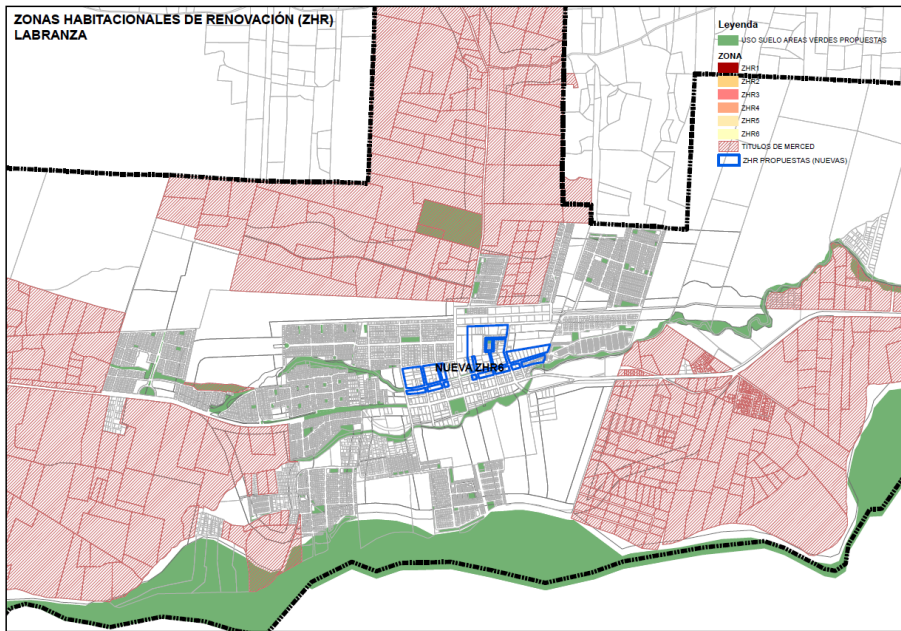 ZONAS HABITACIONALES DE RENOVACIÓN (ZHR)
LABRANZA
Leyenda
USO SUELO AREAS VERDES PROPUESTAS
ZONA
ZHR1
ZHR2
ZHR3
ZHR4
ZHR5
ZHR6
TITULOS DE MERCED
ZHR PROPUESTAS (NUEVAS)
NUEVA ZHR6